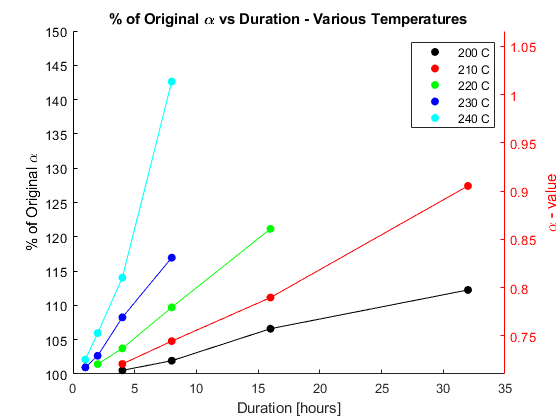 % of Original α vs Duration - Various Temperatures
% of Original α
150
145
140
135
130
125
120
115
110
105
100
0 5 10 15 20 25 30 35
Duration [hours]
200 C
210 C
220 C
230 C
240 C
1.05
1
0.95
0.9
0.85
0.8
0.75
α - value